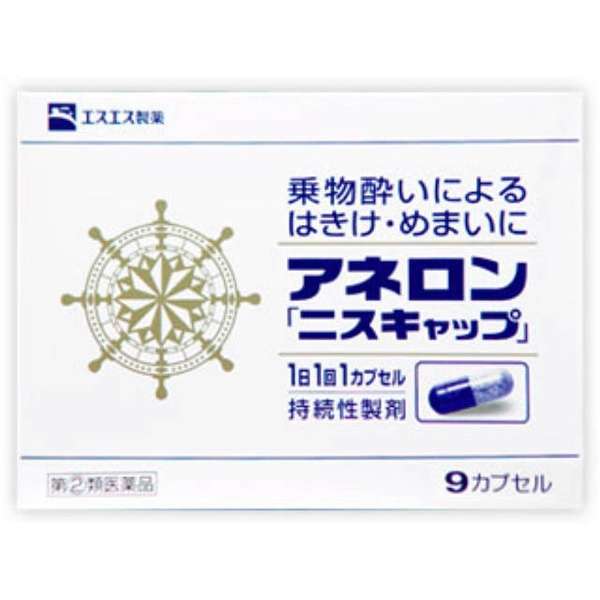 エスエス製薬
乗物酔いによる
はきけ・めまいに
アネロン
「ニスキャップ」
1日1回1カプセル
持続性製剤
指定②類医薬品
9カプセル